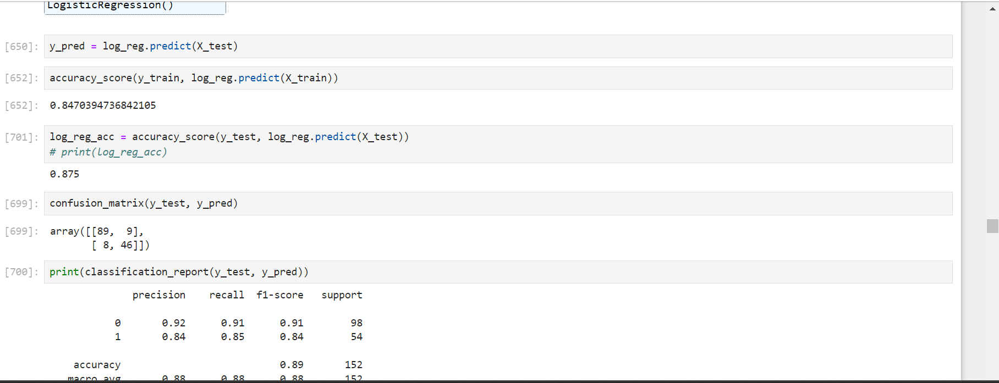 LogisticRegression()
[650]: y_pred = log_reg.predict(X_test)
[652]: accuracy_score(y_train, log_reg.predict(X_train))
[652]: 0.8470394736842105
[701]: log_reg_acc = accuracy_score(y_test, log_reg.predict(X_test))
# print(log_reg_acc)
0.875
[699]: confusion_matrix(y_test, y_pred)
[699]: array([[89,  9],
       [ 8, 46]])
[700]: print(classification_report(y_test, y_pred))
precision    recall  f1-score   support
0       0.92      0.91      0.91        98
1       0.84      0.85      0.84        54
accuracy                           0.89       152
macro avg       0.88      0.88      0.88       152